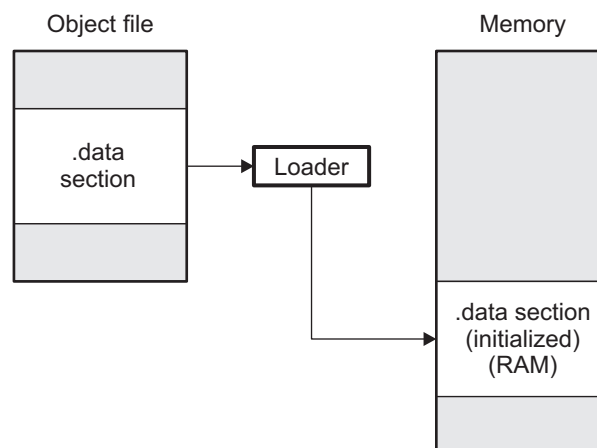 Object file
Memory
.data
section
Loader
.data section
(initialized)
(RAM)